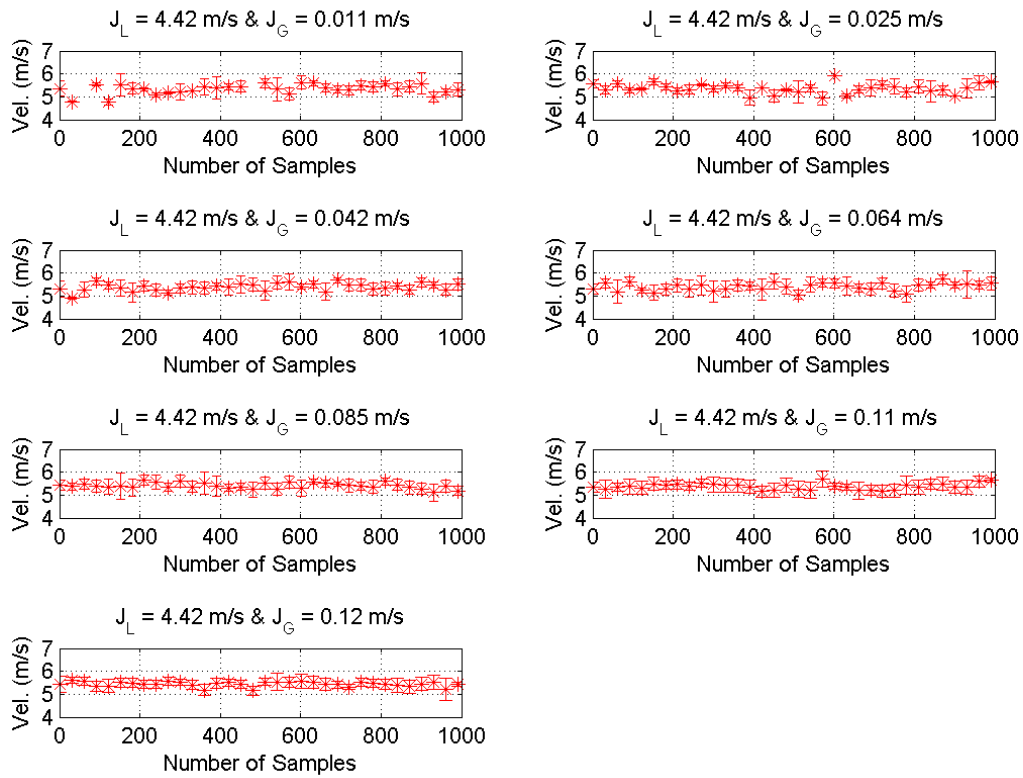 J_L = 4.42 m/s & J_G = 0.011 m/s
7
6
5
4
Vel. (m/s)
0 200 400 600 800 1000
Number of Samples
J_L = 4.42 m/s & J_G = 0.025 m/s
7
6
5
4
Vel. (m/s)
0 200 400 600 800 1000
Number of Samples
J_L = 4.42 m/s & J_G = 0.042 m/s
7
6
5
4
Vel. (m/s)
0 200 400 600 800 1000
Number of Samples
J_L = 4.42 m/s & J_G = 0.064 m/s
7
6
5
4
Vel. (m/s)
0 200 400 600 800 1000
Number of Samples
J_L = 4.42 m/s & J_G = 0.085 m/s
7
6
5
4
Vel. (m/s)
0 200 400 600 800 1000
Number of Samples
J_L = 4.42 m/s & J_G = 0.11 m/s
7
6
5
4
Vel. (m/s)
0 200 400 600 800 1000
Number of Samples
J_L = 4.42 m/s & J_G = 0.12 m/s
7
6
5
4
Vel. (m/s)
0 200 400 600 800 1000
Number of Samples